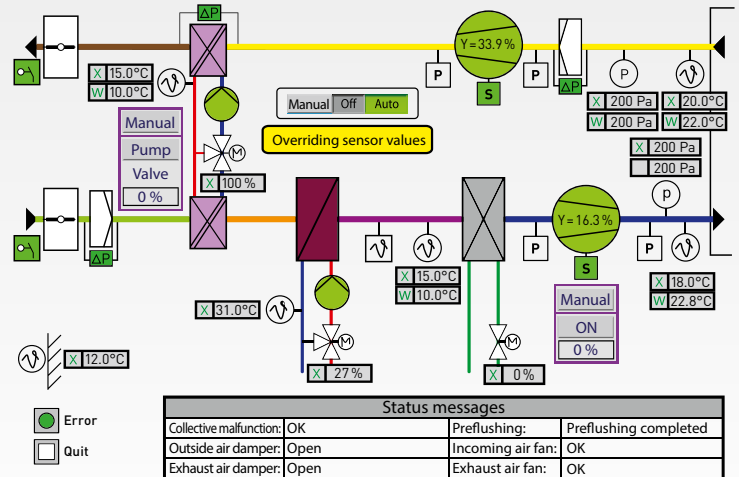 ΔP
Y=33.9%
P
P
S
ΔP
P
X 15.0°C
W 10.0°C
X 200 Pa
W 200 Pa
X 20.0°C
W 22.0°C
Manual Off Auto
Overriding sensor values
Manual
Pump
Valve
0 %
M
X 100 %
X 200 Pa
200 Pa
p
ΔP
Y=16.3%
P
P
S
X 15.0°C
W 10.0°C
X 18.0°C
W 22.8°C
Manual
ON
0 %
X 31.0°C
M
M
X 12.0°C
X 27 %
X 0%
Error
Quit
Status messages
Collective malfunction: OK Preflushing: Preflushing completed
Outside air damper: Open Incoming air fan: OK
Exhaust air damper: Open Exhaust air fan: OK